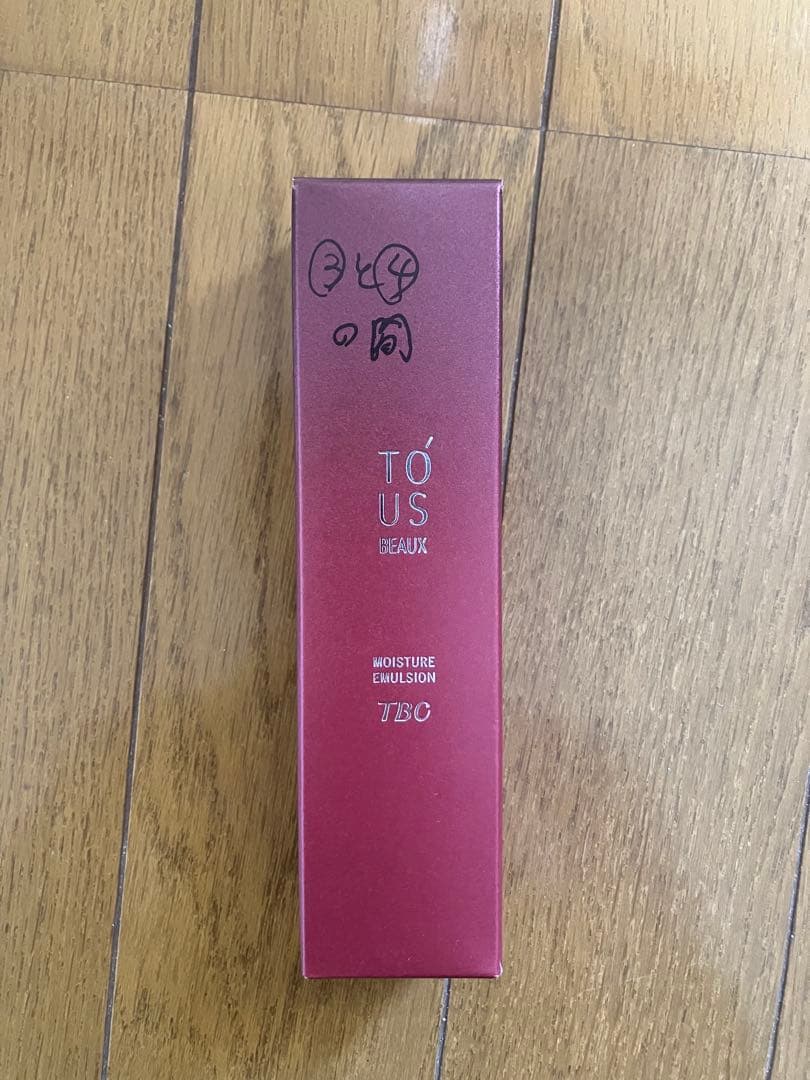 ③と④
の間
TÓ
US
BEAUX
MOISTURE
EMULSION
TBC